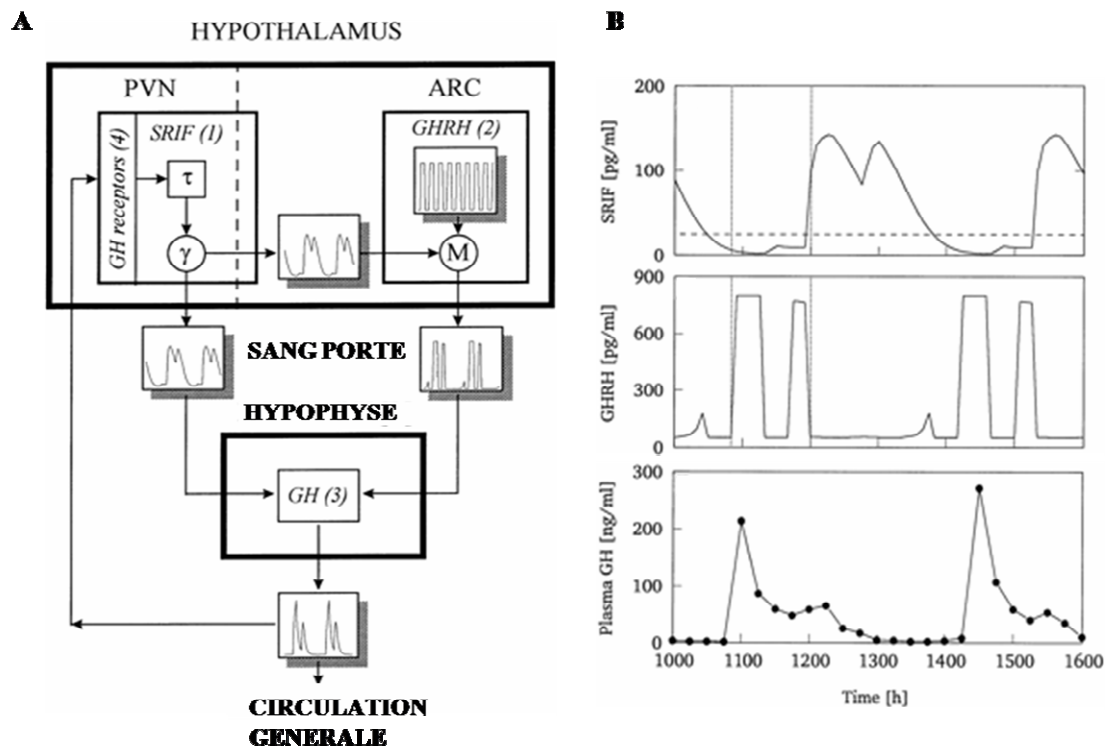 A
HYPOTHALAMUS
PVN
ARC
GH receptors (4)
SRIF (1)
GHRH (2)
τ
γ
M
SANG PORTE
HYPOPHYSE
GH (3)
CIRCULATION
GENERALE
B
SRIF [pg/ml]
200
100
0
GHRH [pg/ml]
900
600
300
0
Plasma GH [ng/ml]
300
200
100
0
1000 1100 1200 1300 1400 1500 1600
Time [h]